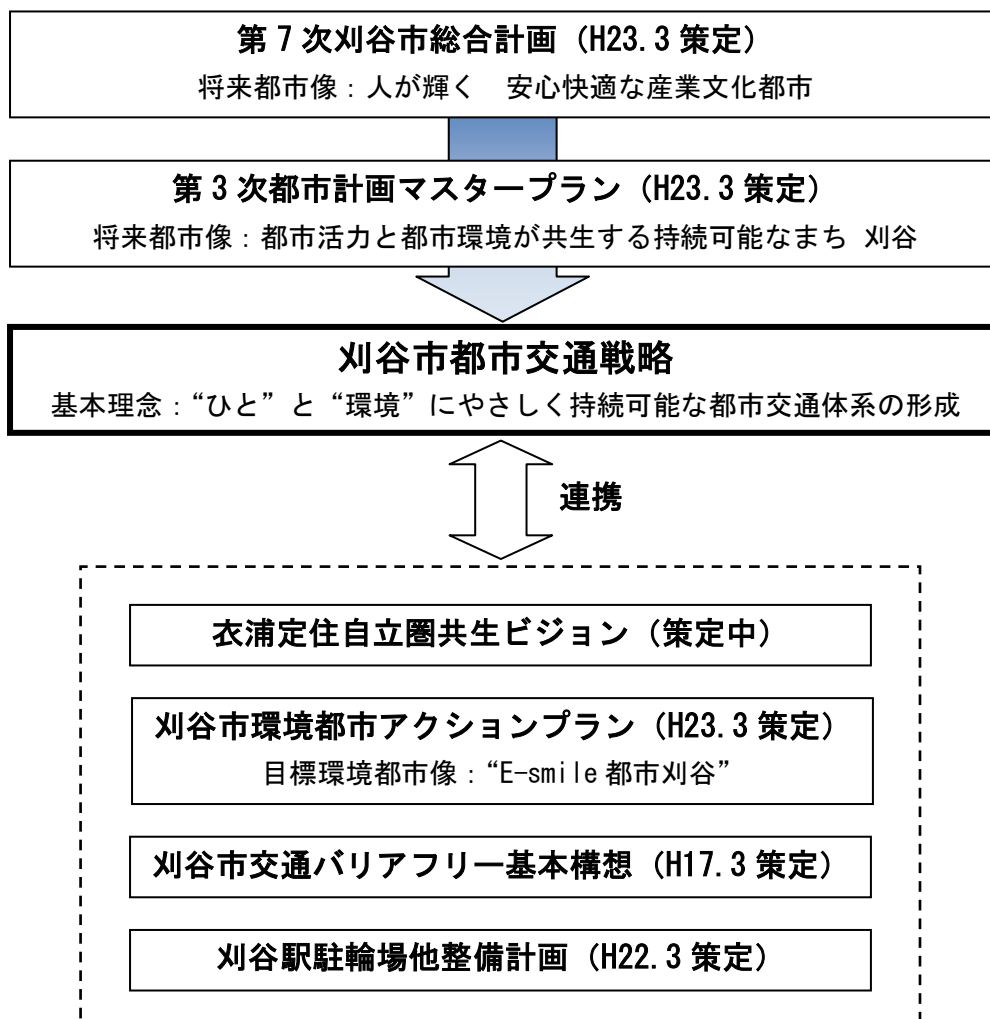 第7次刈谷市総合計画（H23.3 策定）
将来都市像：人が輝く　安心快適な産業文化都市
第3次都市計画マスタープラン（H23.3 策定）
将来都市像：都市活力と都市環境が共生する持続可能なまち 刈谷
刈谷市都市交通戦略
基本理念：“ひと”と“環境”にやさしく持続可能な都市交通体系の形成
連携
衣浦定住自立圏共生ビジョン（策定中）
刈谷市環境都市アクションプラン（H23.3 策定）
目標環境都市像：“E-smile 都市刈谷”
刈谷市交通バリアフリー基本構想（H17.3 策定）
刈谷駅駐輪場他整備計画（H22.3 策定）